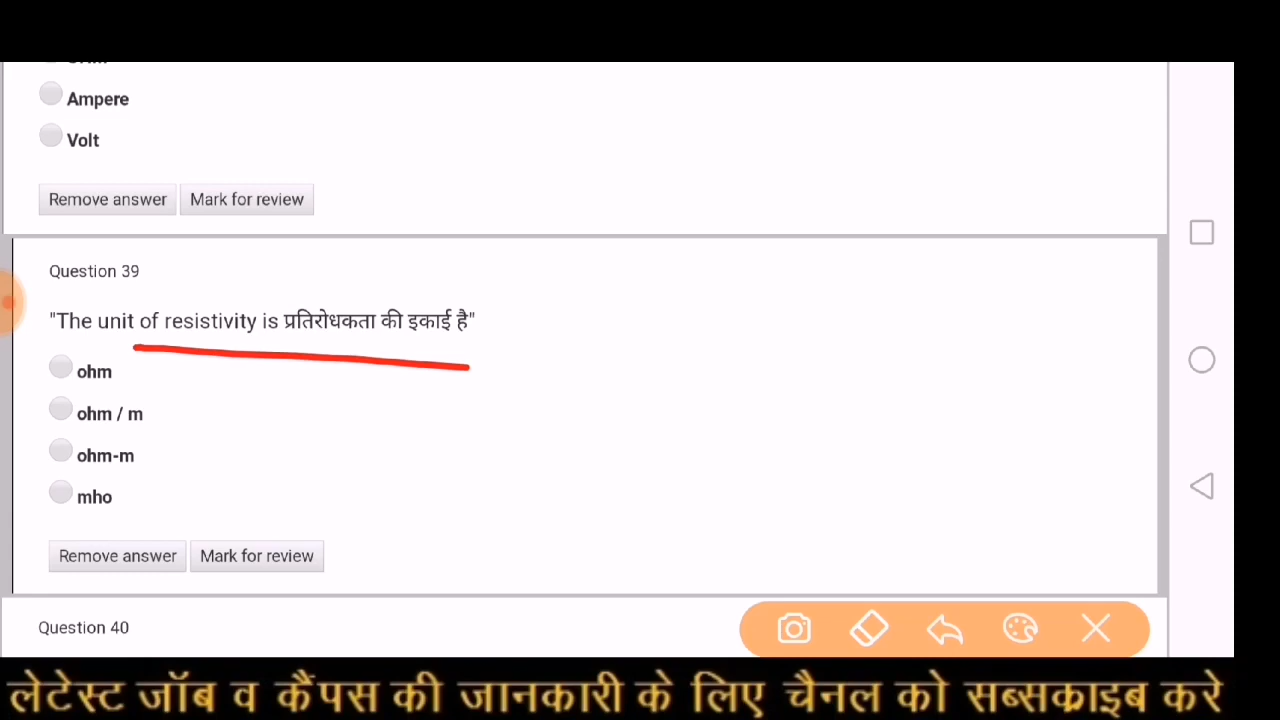 Ampere
Volt
Remove answer Mark for review
Question 39
"The unit of resistivity is प्रतिरोधकता की इकाई है"
ohm
ohm / m
ohm-m
mho
Remove answer Mark for review
Question 40
लेटेस्ट जॉब व कैंपस की जानकारी के लिए चैनल को सब्सक्राइब करे